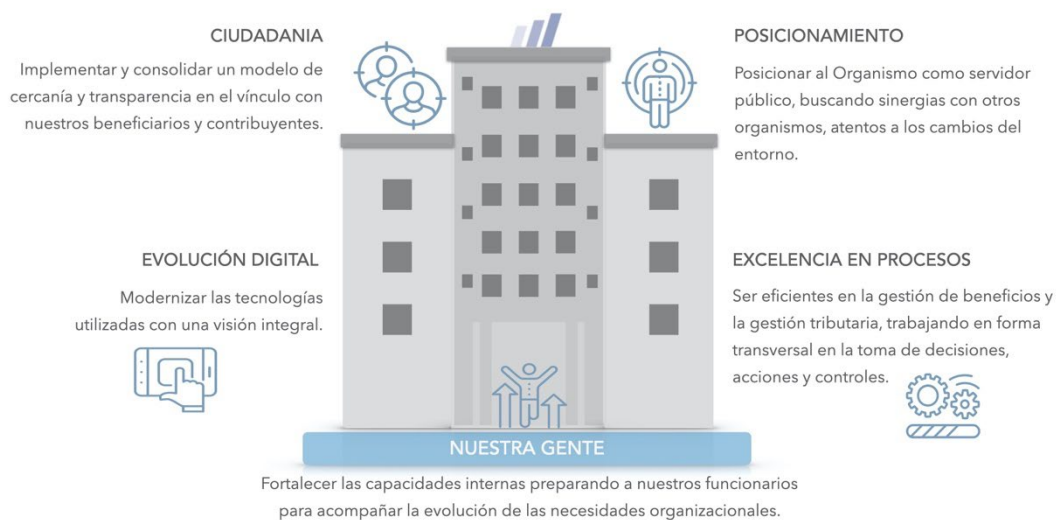 CIUDADANIA
Implementar y consolidar un modelo de
cercanía y transparencia en el vínculo con
nuestros beneficiarios y contribuyentes.
POSICIONAMIENTO
Posicionar al Organismo como servidor
público, buscando sinergias con otros
organismos, atentos a los cambios del
entorno.
EVOLUCIÓN DIGITAL
Modernizar las tecnologías
utilizadas con una visión integral.
EXCELENCIA EN PROCESOS
Ser eficientes en la gestión de beneficios y
la gestión tributaria, trabajando en forma
transversal en la toma de decisiones,
acciones y controles.
NUESTRA GENTE
Fortalecer las capacidades internas preparando a nuestros funcionarios
para acompañar la evolución de las necesidades organizacionales.